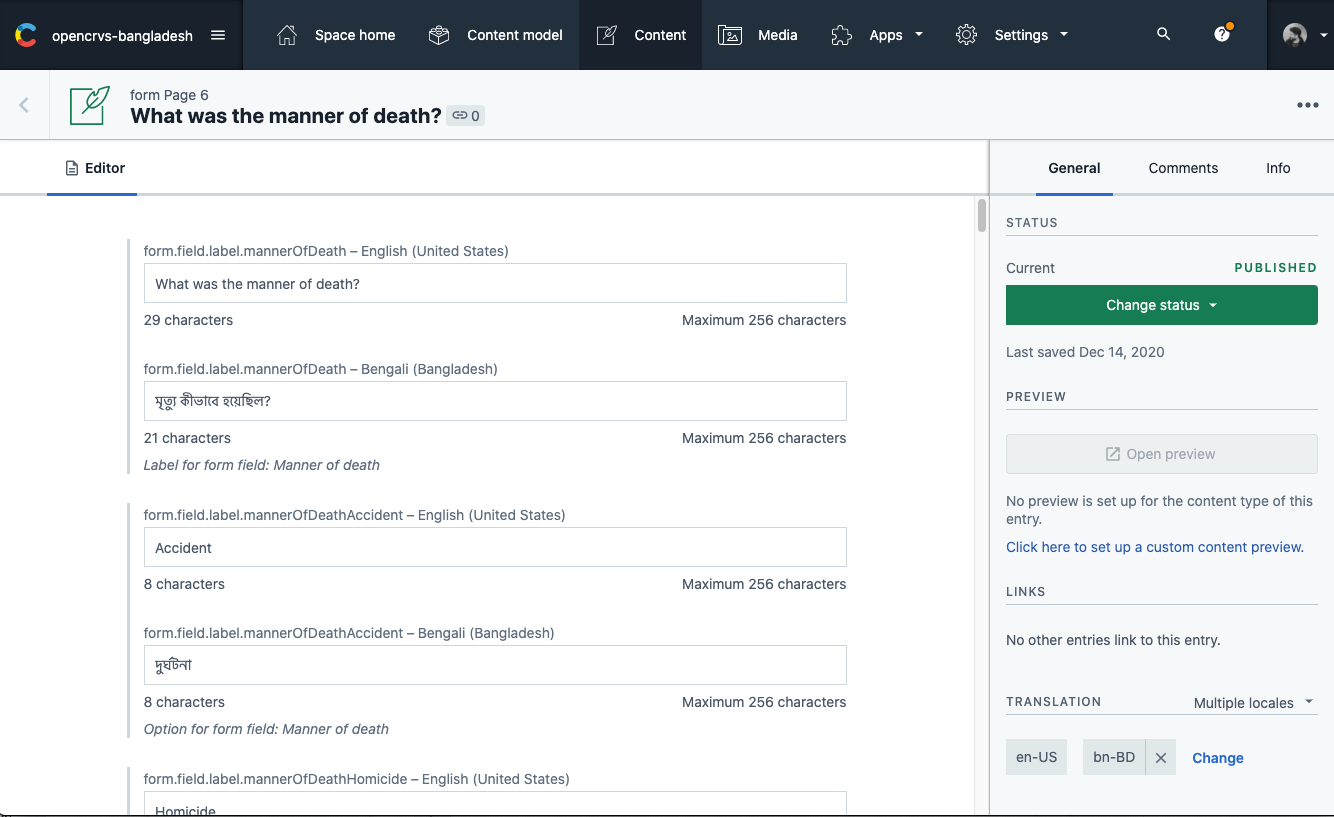 opencrvs-bangladesh
Space home
Content model
Content
Media
Apps
Settings
?
form Page 6
What was the manner of death?
0
Editor
form.field.label.mannerOfDeath – English (United States)
What was the manner of death?
29 characters
Maximum 256 characters
form.field.label.mannerOfDeath – Bengali (Bangladesh)
মৃত্যু কীভাবে হয়েছিল?
21 characters
Maximum 256 characters
Label for form field: Manner of death
form.field.label.mannerOfDeathAccident – English (United States)
Accident
8 characters
Maximum 256 characters
form.field.label.mannerOfDeathAccident – Bengali (Bangladesh)
দুর্ঘটনা
8 characters
Maximum 256 characters
Option for form field: Manner of death
form.field.label.mannerOfDeathHomicide – English (United States)
Homicide
General
Comments
Info
STATUS
Current
PUBLISHED
Change status
Last saved Dec 14, 2020
PREVIEW
Open preview
No preview is set up for the content type of this
entry.
Click here to set up a custom content preview.
LINKS
No other entries link to this entry.
TRANSLATION
Multiple locales
en-US
bn-BD
Change